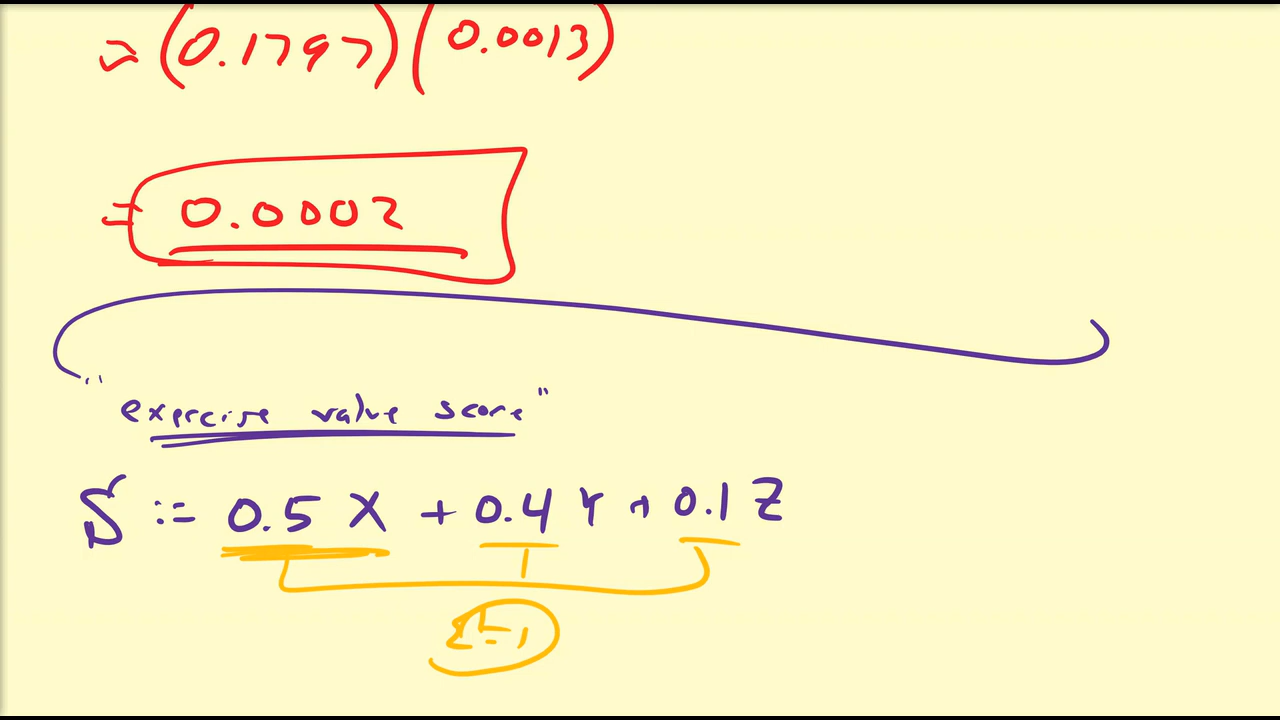 ≈ (0.1797)(0.0013)
= 0.0002
"exercise value score"
S := 0.5 X + 0.4 Y + 0.1 Z
Σ=1